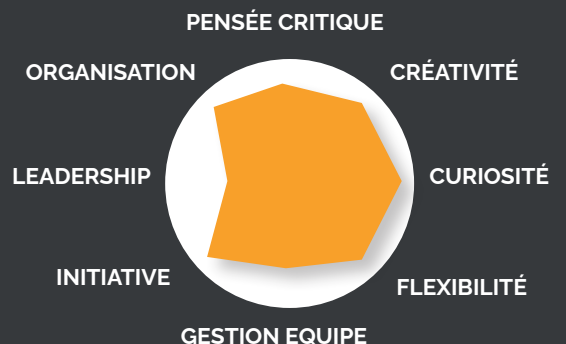 PENSÉE CRITIQUE
ORGANISATION
CRÉATIVITÉ
LEADERSHIP
CURIOSITÉ
INITIATIVE
FLEXIBILITÉ
GESTION EQUIPE